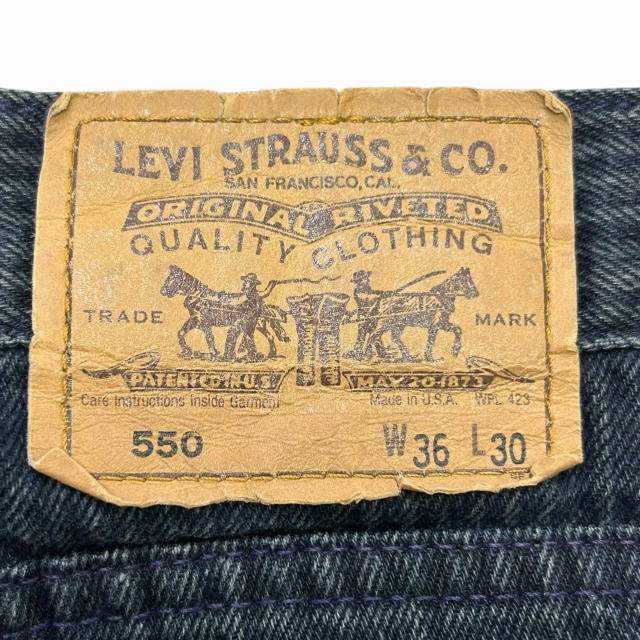 LEVI STRAUSS & CO.
SAN FRANCISCO, CAL.
ORIGINAL RIVETED
QUALITY CLOTHING
TRADE MARK
PATENTED IN U.S. MAY 20 1873
Care Instructions Inside Garment Made in U.S.A. WPL 423
550 W36 L30